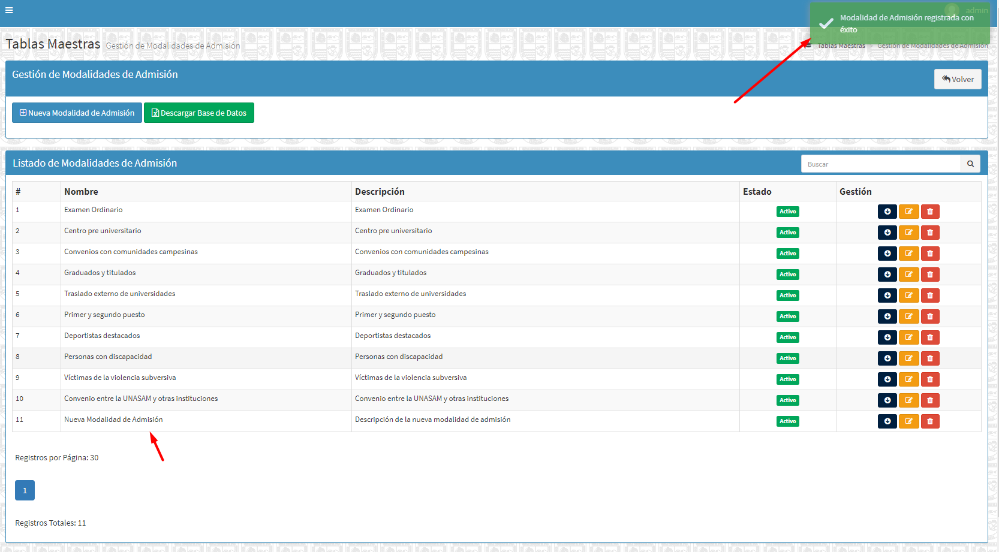 admin
Modalidad de Admisión registrada con
éxito
Tablas Maestras Gestión de Modalidades de Admisión
Tablas Maestras > Gestión de Modalidades de Admisión
Gestión de Modalidades de Admisión
Volver
Nueva Modalidad de Admisión Descargar Base de Datos
Listado de Modalidades de Admisión
Buscar
# Nombre Descripción Estado Gestión
1 Examen Ordinario Examen Ordinario Activo
2 Centro pre universitario Centro pre universitario Activo
3 Convenios con comunidades campesinas Convenios con comunidades campesinas Activo
4 Graduados y titulados Graduados y titulados Activo
5 Traslado externo de universidades Traslado externo de universidades Activo
6 Primer y segundo puesto Primer y segundo puesto Activo
7 Deportistas destacados Deportistas destacados Activo
8 Personas con discapacidad Personas con discapacidad Activo
9 Víctimas de la violencia subversiva Víctimas de la violencia subversiva Activo
10 Convenio entre la UNASAM y otras instituciones Convenio entre la UNASAM y otras instituciones Activo
11 Nueva Modalidad de Admisión Descripción de la nueva modalidad de admisión Activo
Registros por Página: 30
1
Registros Totales: 11